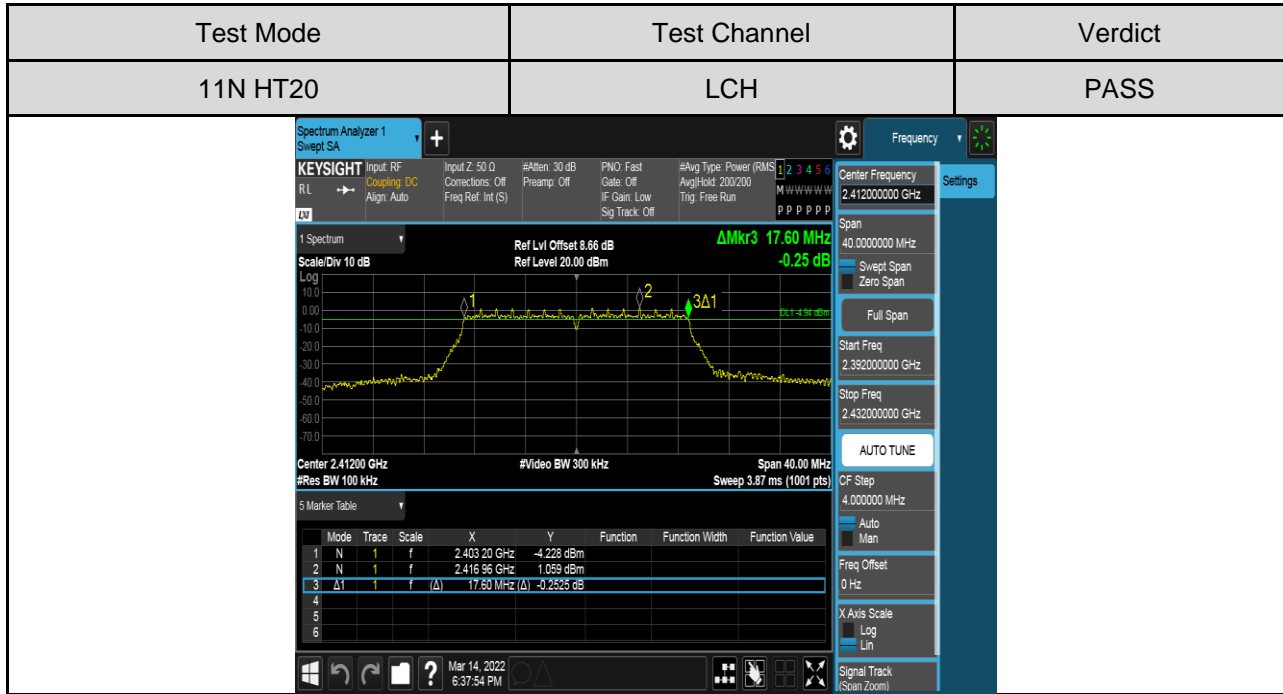 Test Mode Test Channel Verdict
11N HT20 LCH PASS
Spectrum Analyzer 1
Swept SA
+
Frequency
KEYSIGHT Input: RF Input Z: 50 Ω #Atten: 30 dB PNO: Fast #Avg Type: Power (RMS 1 2 3 4 5 6
RL Coupling: DC Corrections: Off Preamp: Off Gate: Off Avg|Hold: 200/200 M W W W W W
Align: Auto Freq Ref: Int (S) IF Gain: Low Trig: Free Run
LXI Sig Track: Off P P P P P P
1 Spectrum Ref Lvl Offset 8.66 dB ΔMkr3 17.60 MHz
Scale/Div 10 dB Ref Level 20.00 dBm -0.25 dB
Log
10.0
0.00
-10.0
-20.0
-30.0
-40.0
-50.0
-60.0
-70.0
1
2
3Δ1
DL1 -4.94 dBm
Center 2.41200 GHz #Video BW 300 kHz Span 40.00 MHz
#Res BW 100 kHz Sweep 3.87 ms (1001 pts)
5 Marker Table
Mode Trace Scale X Y Function Function Width Function Value
1 N 1 f 2.403 20 GHz -4.228 dBm
2 N 1 f 2.416 96 GHz 1.059 dBm
3 Δ1 1 f (Δ) 17.60 MHz (Δ) -0.2525 dB
4
5
6
?
Mar 14, 2022
6:37:54 PM
Center Frequency
2.412000000 GHz
Span
40.0000000 MHz
Swept Span
Zero Span
Full Span
Start Freq
2.392000000 GHz
Stop Freq
2.432000000 GHz
AUTO TUNE
CF Step
4.000000 MHz
Auto
Man
Freq Offset
0 Hz
X Axis Scale
Log
Lin
Signal Track
(Span Zoom)
Settings